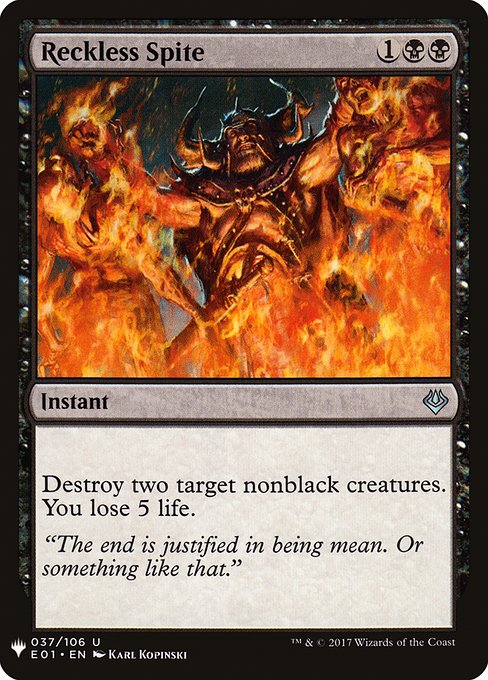 Reckless Spite 1
Instant
Destroy two target nonblack creatures.
You lose 5 life.
“The end is justified in being mean. Or
something like that.”
037/106 U
E01 • EN Karl Kopinski
™ & © 2017 Wizards of the Coast